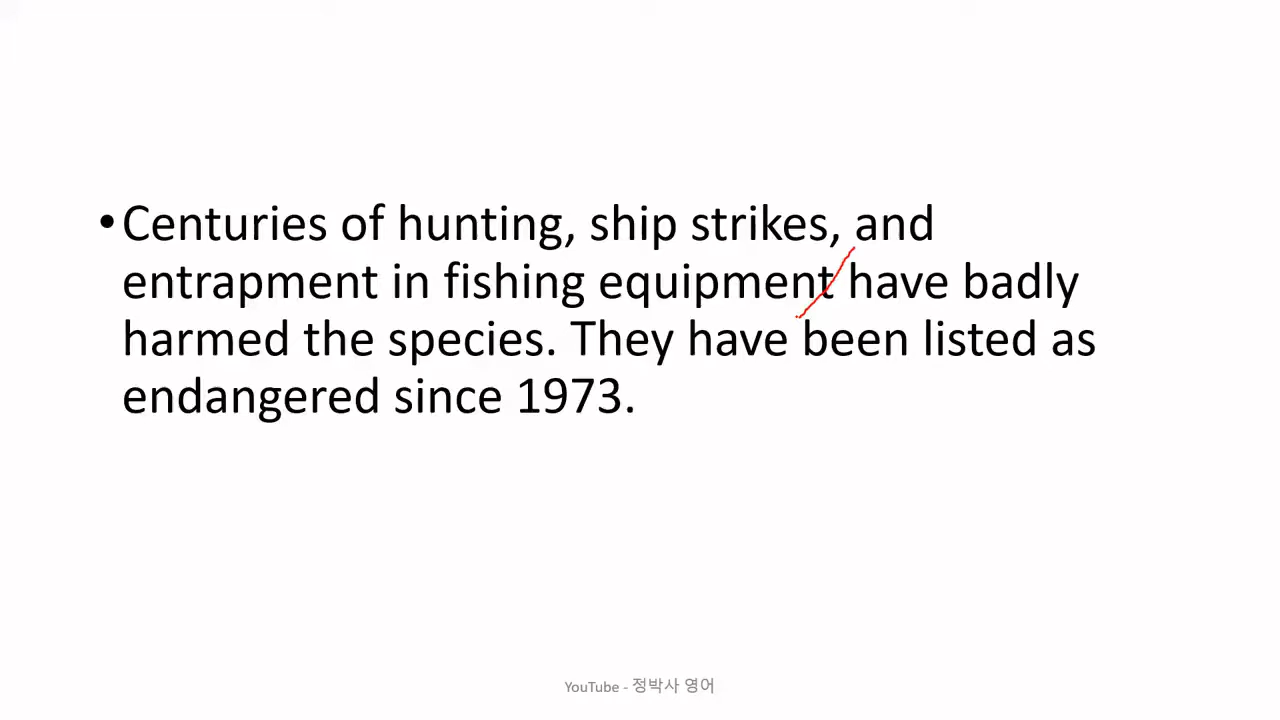 •Centuries of hunting, ship strikes, and
entrapment in fishing equipment have badly
harmed the species. They have been listed as
endangered since 1973.
YouTube - 정박사 영어